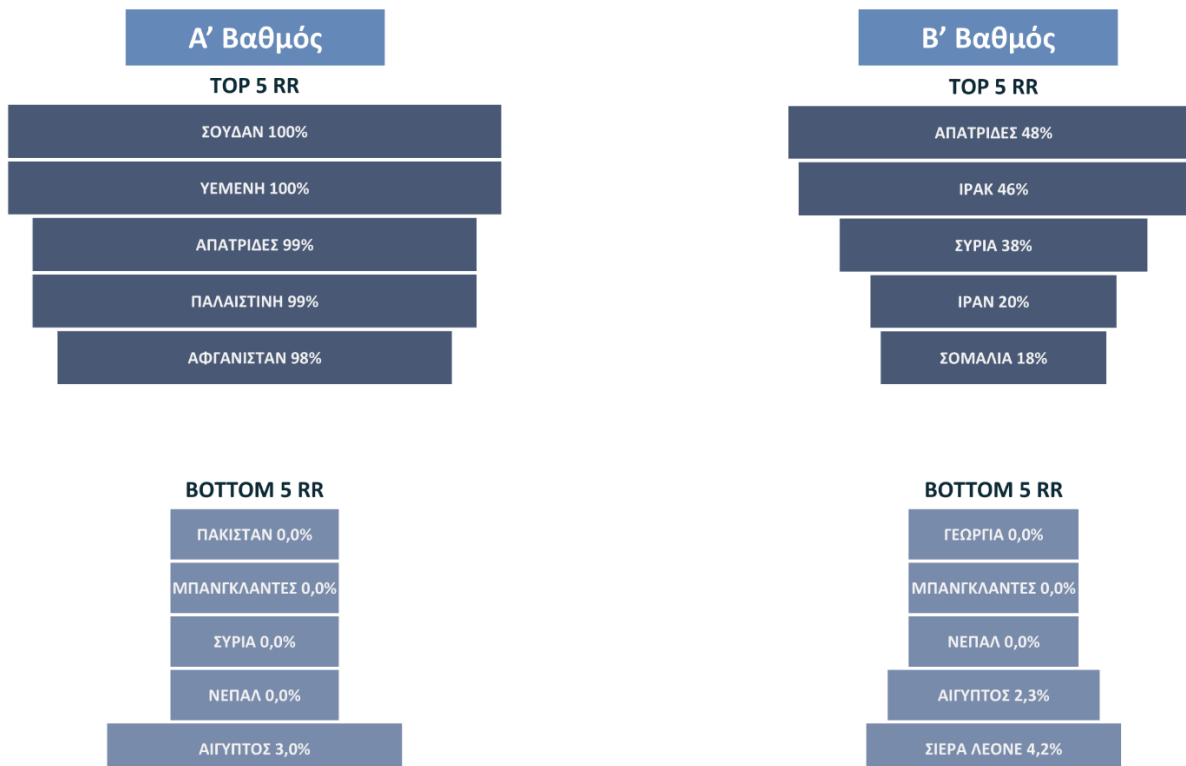 Α’ Βαθμός
TOP 5 RR
ΣΟΥΔΑΝ 100%
ΥΕΜΕΝΗ 100%
ΑΠΑΤΡΙΔΕΣ 99%
ΠΑΛΑΙΣΤΙΝΗ 99%
ΑΦΓΑΝΙΣΤΑΝ 98%
BOTTOM 5 RR
ΠΑΚΙΣΤΑΝ 0,0%
ΜΠΑΝΓΚΛΑΝΤΕΣ 0,0%
ΣΥΡΙΑ 0,0%
ΝΕΠΑΛ 0,0%
ΑΙΓΥΠΤΟΣ 3,0%
Β’ Βαθμός
TOP 5 RR
ΑΠΑΤΡΙΔΕΣ 48%
ΙΡΑΚ 46%
ΣΥΡΙΑ 38%
ΙΡΑΝ 20%
ΣΟΜΑΛΙΑ 18%
BOTTOM 5 RR
ΓΕΩΡΓΙΑ 0,0%
ΜΠΑΝΓΚΛΑΝΤΕΣ 0,0%
ΝΕΠΑΛ 0,0%
ΑΙΓΥΠΤΟΣ 2,3%
ΣΙΕΡΑ ΛΕΟΝΕ 4,2%